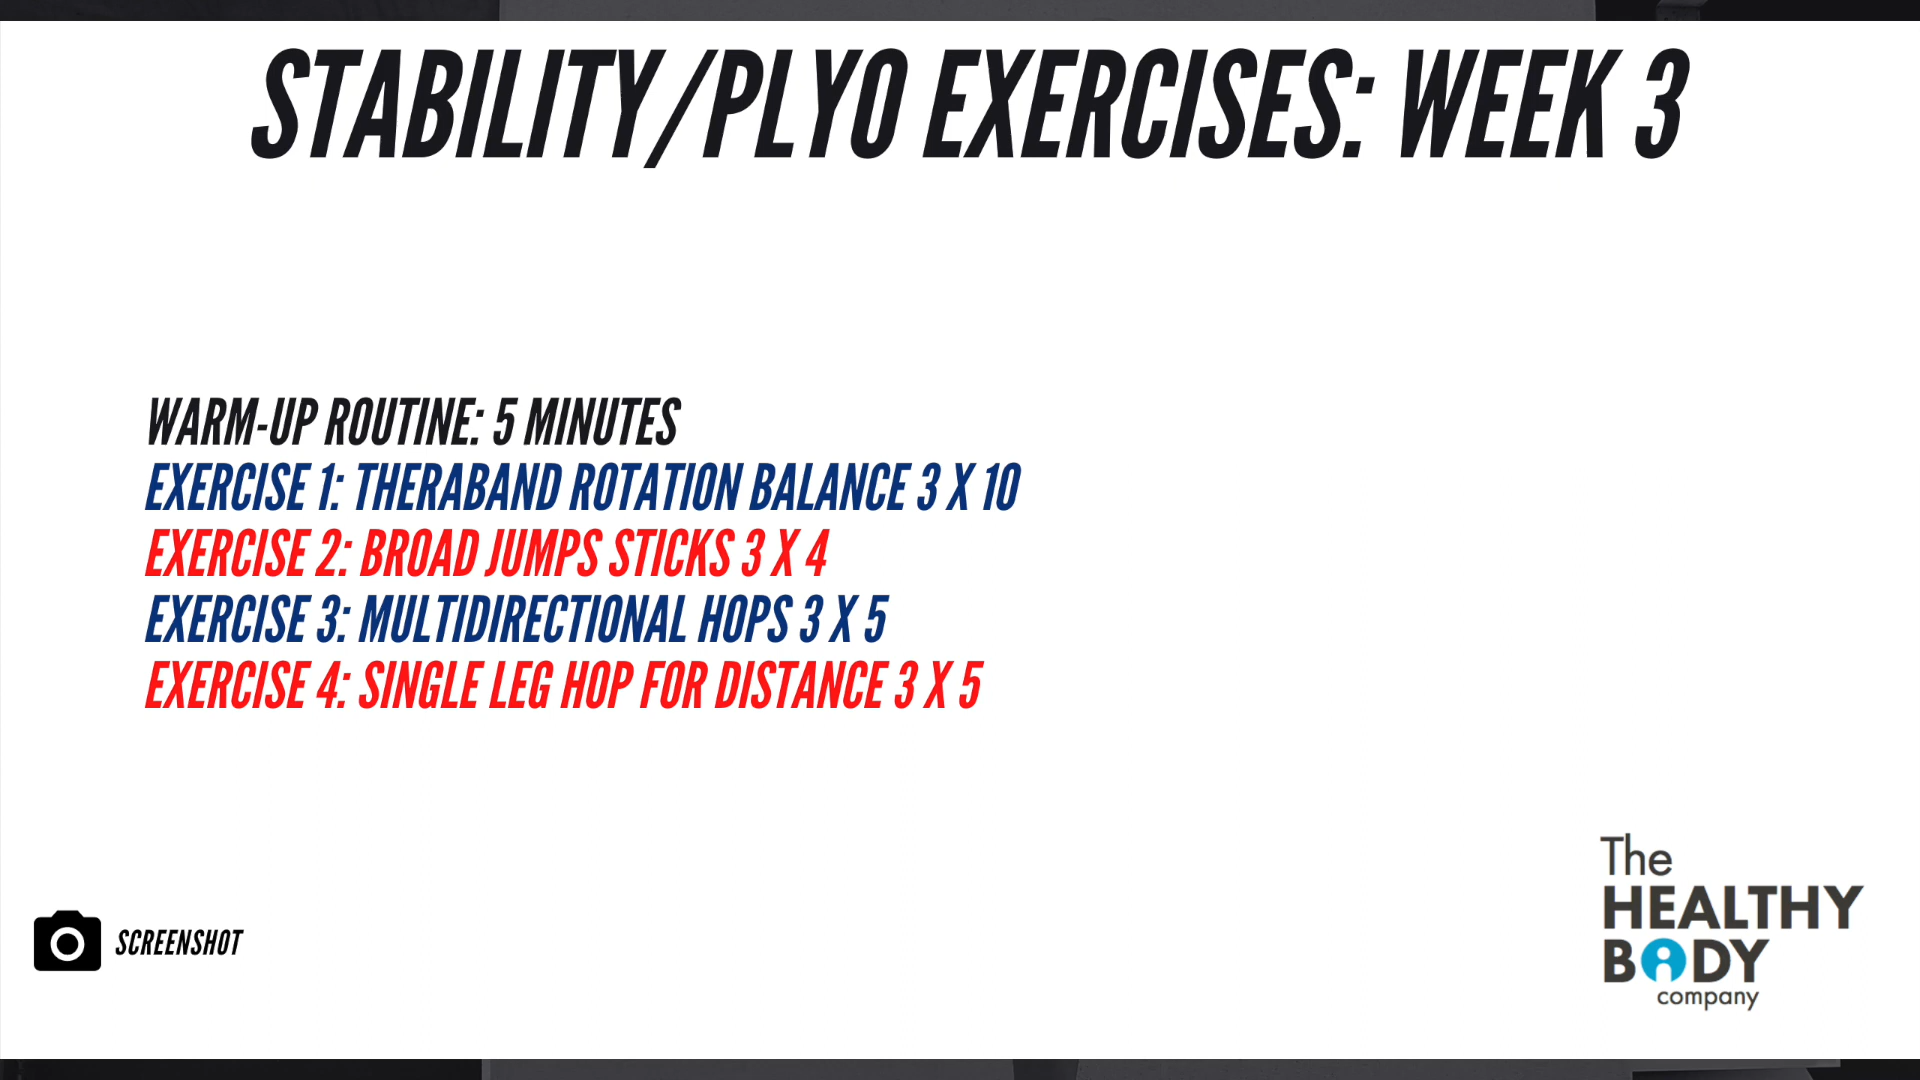 STABILITY/PLYO EXERCISES: WEEK 3
WARM-UP ROUTINE: 5 MINUTES
EXERCISE 1: THERABAND ROTATION BALANCE 3 X 10
EXERCISE 2: BROAD JUMPS STICKS 3 X 4
EXERCISE 3: MULTIDIRECTIONAL HOPS 3 X 5
EXERCISE 4: SINGLE LEG HOP FOR DISTANCE 3 X 5
SCREENSHOT
The
HEALTHY
BODY
company